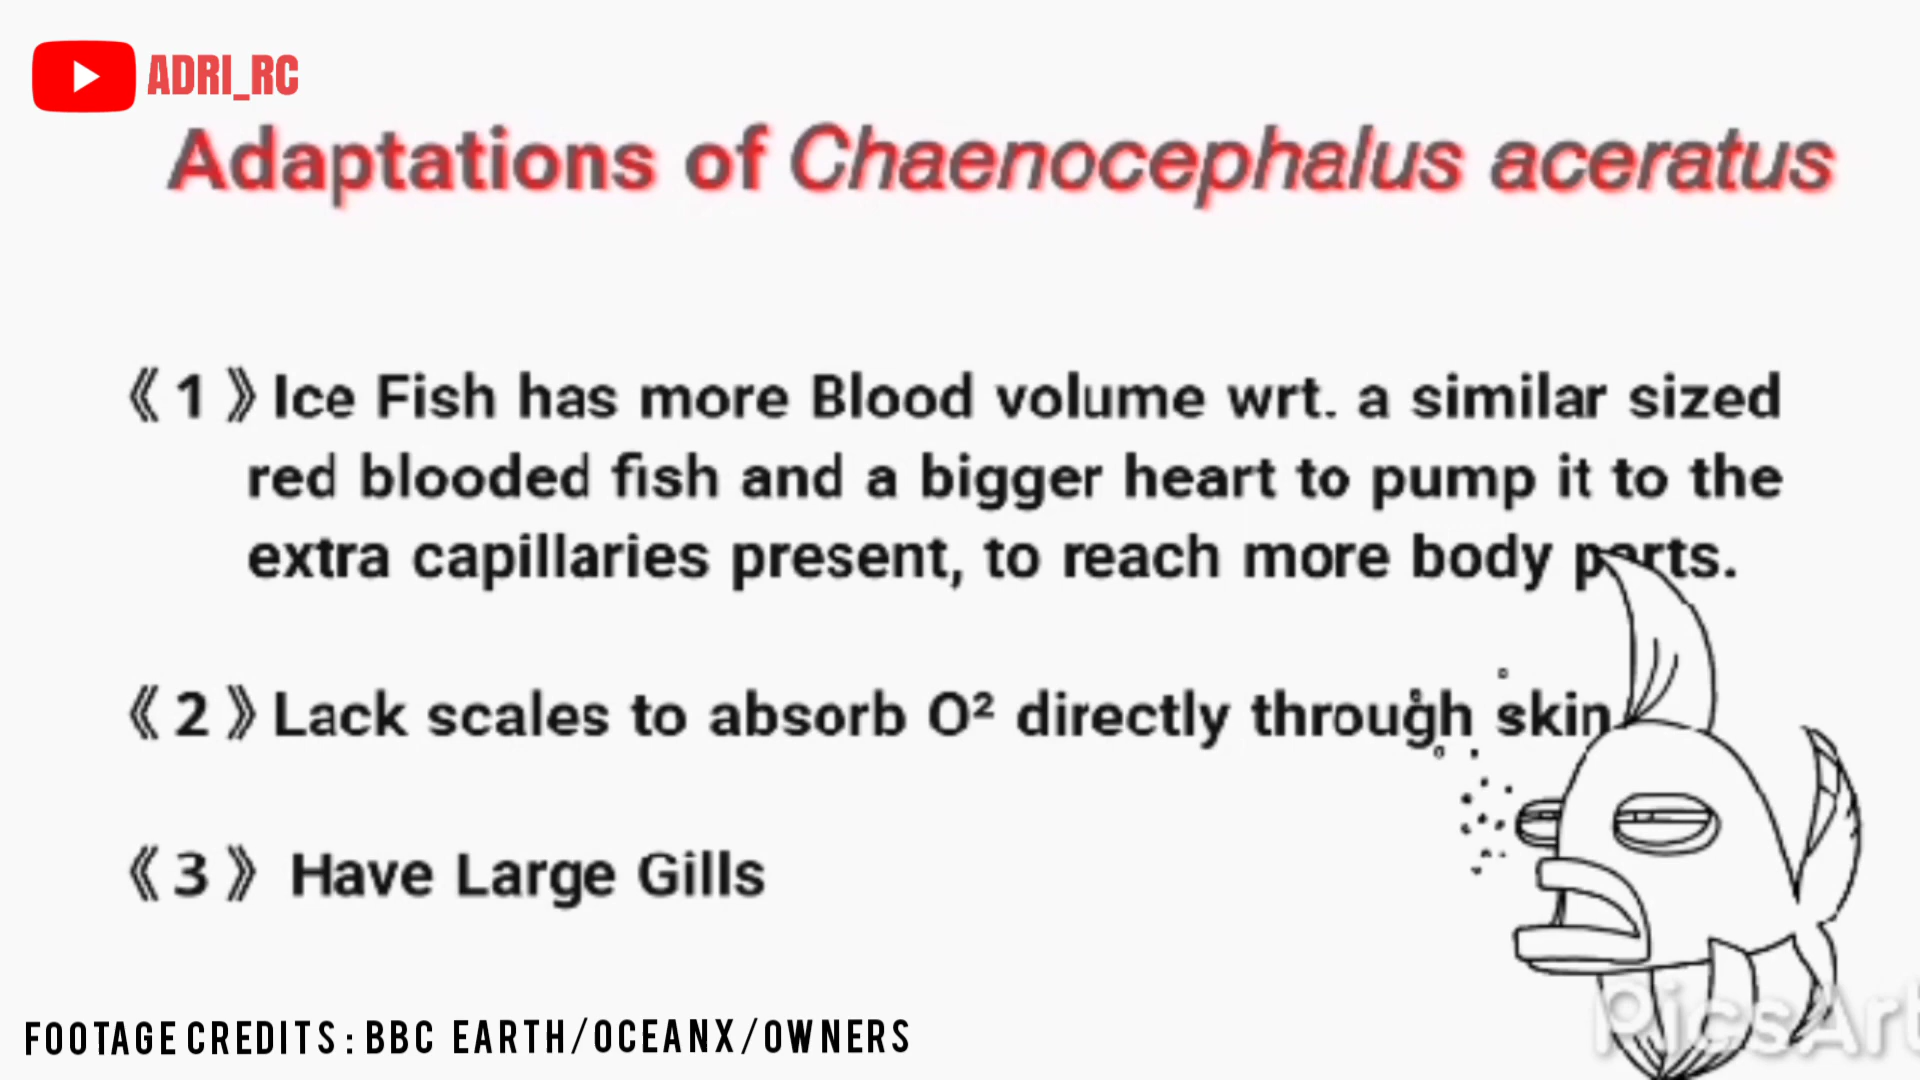 ADRI_RC
Adaptations of Chaenocephalus aceratus
《1》Ice Fish has more Blood volume wrt. a similar sized
red blooded fish and a bigger heart to pump it to the
extra capillaries present, to reach more body parts.
《2》Lack scales to absorb O² directly through skin
《3》 Have Large Gills
FOOTAGE CREDITS : BBC EARTH/OCEANX/OWNERS
PicsArt